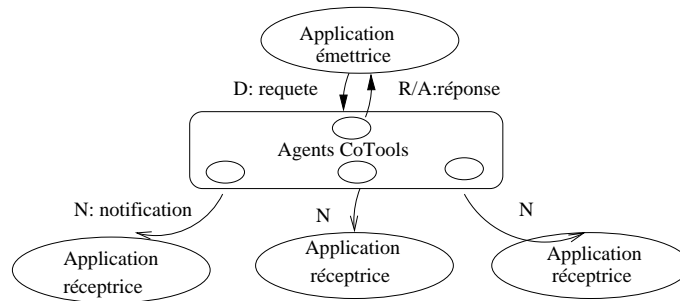 Application
émettrice
D: requete
R/A:réponse
Agents CoTools
N: notification
N
N
Application
réceptrice
Application
réceptrice
Application
réceptrice